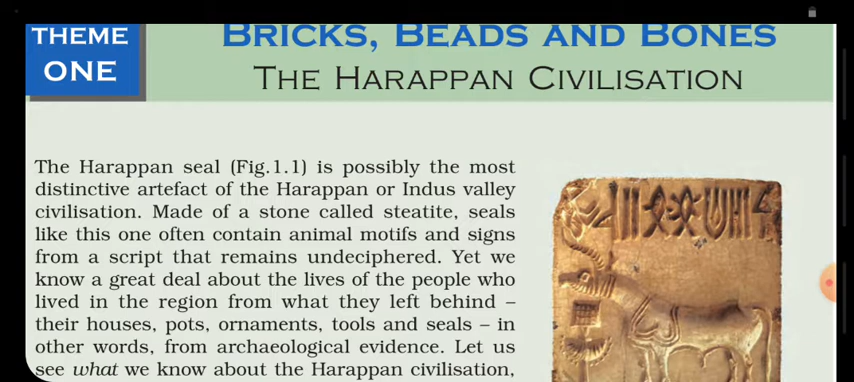 THEME
ONE
BRICKS, BEADS AND BONES
THE HARAPPAN CIVILISATION
The Harappan seal (Fig.1.1) is possibly the most
distinctive artefact of the Harappan or Indus valley
civilisation. Made of a stone called steatite, seals
like this one often contain animal motifs and signs
from a script that remains undeciphered. Yet we
know a great deal about the lives of the people who
lived in the region from what they left behind –
their houses, pots, ornaments, tools and seals – in
other words, from archaeological evidence. Let us
see what we know about the Harappan civilisation,